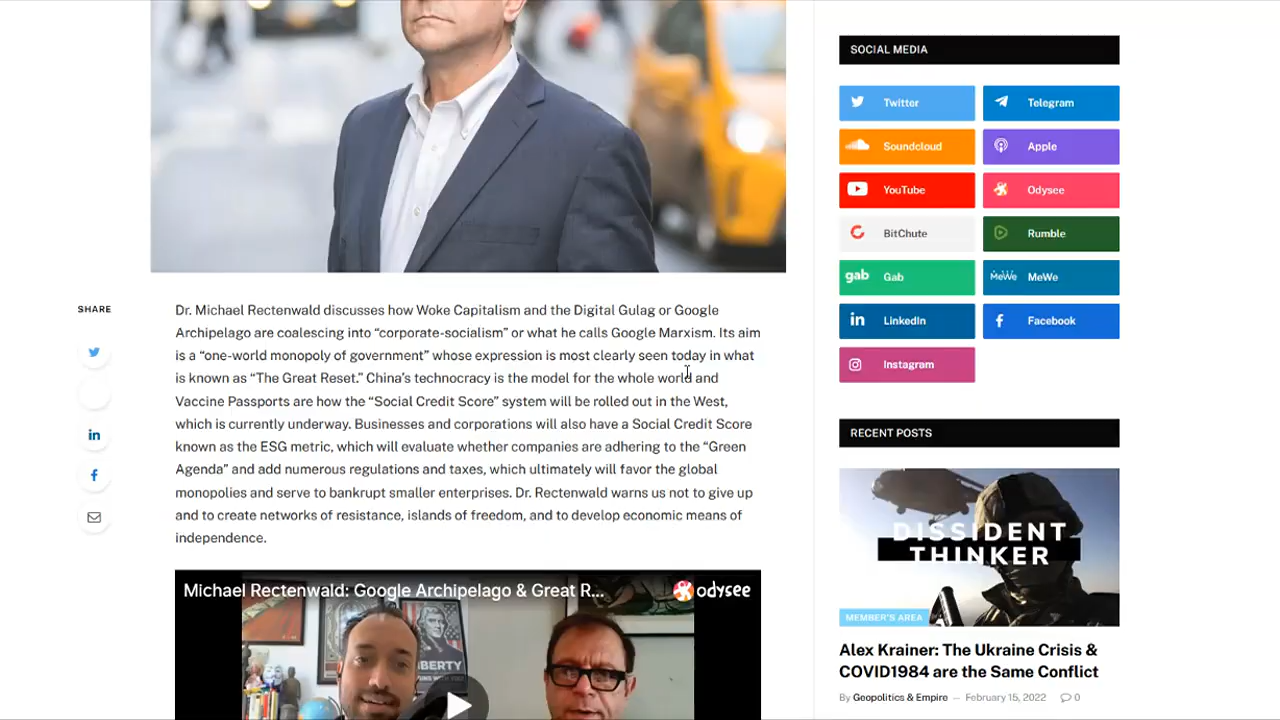 SHARE
Dr. Michael Rectenwald discusses how Woke Capitalism and the Digital Gulag or Google
Archipelago are coalescing into “corporate-socialism” or what he calls Google Marxism. Its aim
is a “one-world monopoly of government” whose expression is most clearly seen today in what
is known as “The Great Reset.” China’s technocracy is the model for the whole world and
Vaccine Passports are how the “Social Credit Score” system will be rolled out in the West,
which is currently underway. Businesses and corporations will also have a Social Credit Score
known as the ESG metric, which will evaluate whether companies are adhering to the “Green
Agenda” and add numerous regulations and taxes, which ultimately will favor the global
monopolies and serve to bankrupt smaller enterprises. Dr. Rectenwald warns us not to give up
and to create networks of resistance, islands of freedom, and to develop economic means of
independence.
Michael Rectenwald: Google Archipelago & Great R...
odysee
SOCIAL MEDIA
Twitter
Telegram
Soundcloud
Apple
YouTube
Odysee
BitChute
Rumble
gab Gab
MeWe MeWe
in LinkedIn
Facebook
Instagram
RECENT POSTS
DISSIDENT
THINKER
MEMBER'S AREA
Alex Krainer: The Ukraine Crisis &
COVID1984 are the Same Conflict
By Geopolitics & Empire — February 15, 2022 0